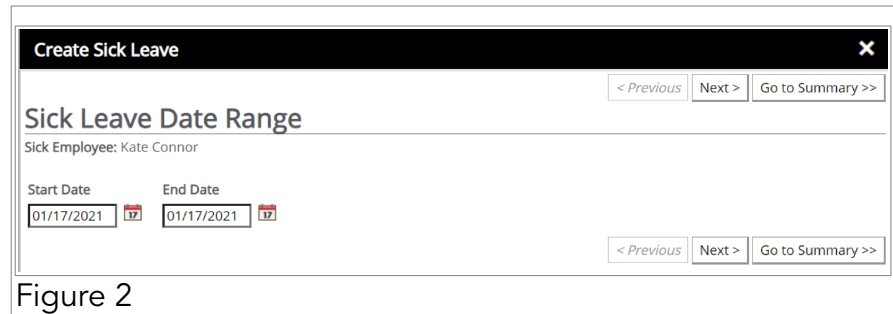 Create Sick Leave ×
< Previous Next > Go to Summary >>
Sick Leave Date Range
Sick Employee: Kate Connor
Start Date End Date
01/17/2021 17 01/17/2021 17
< Previous Next > Go to Summary >>
Figure 2